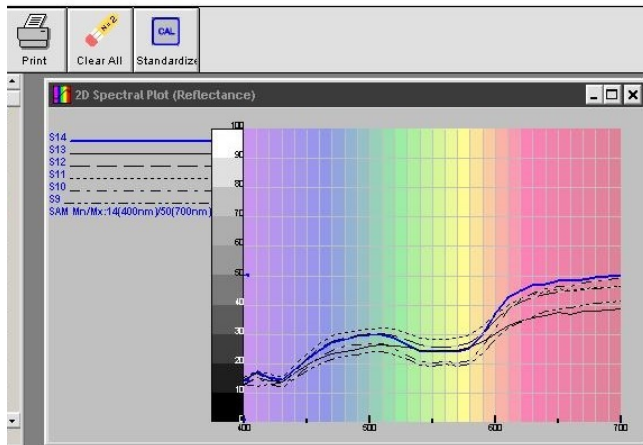 Print Clear All Standardize
N=2
CAL
2D Spectral Plot (Reflectance)
S14
S13
S12
S11
S10
S9
SAM Mn/Mx:14(400nm)/50(700nm)
100
90
80
70
60
50
40
30
20
10
0
400 500 600 700